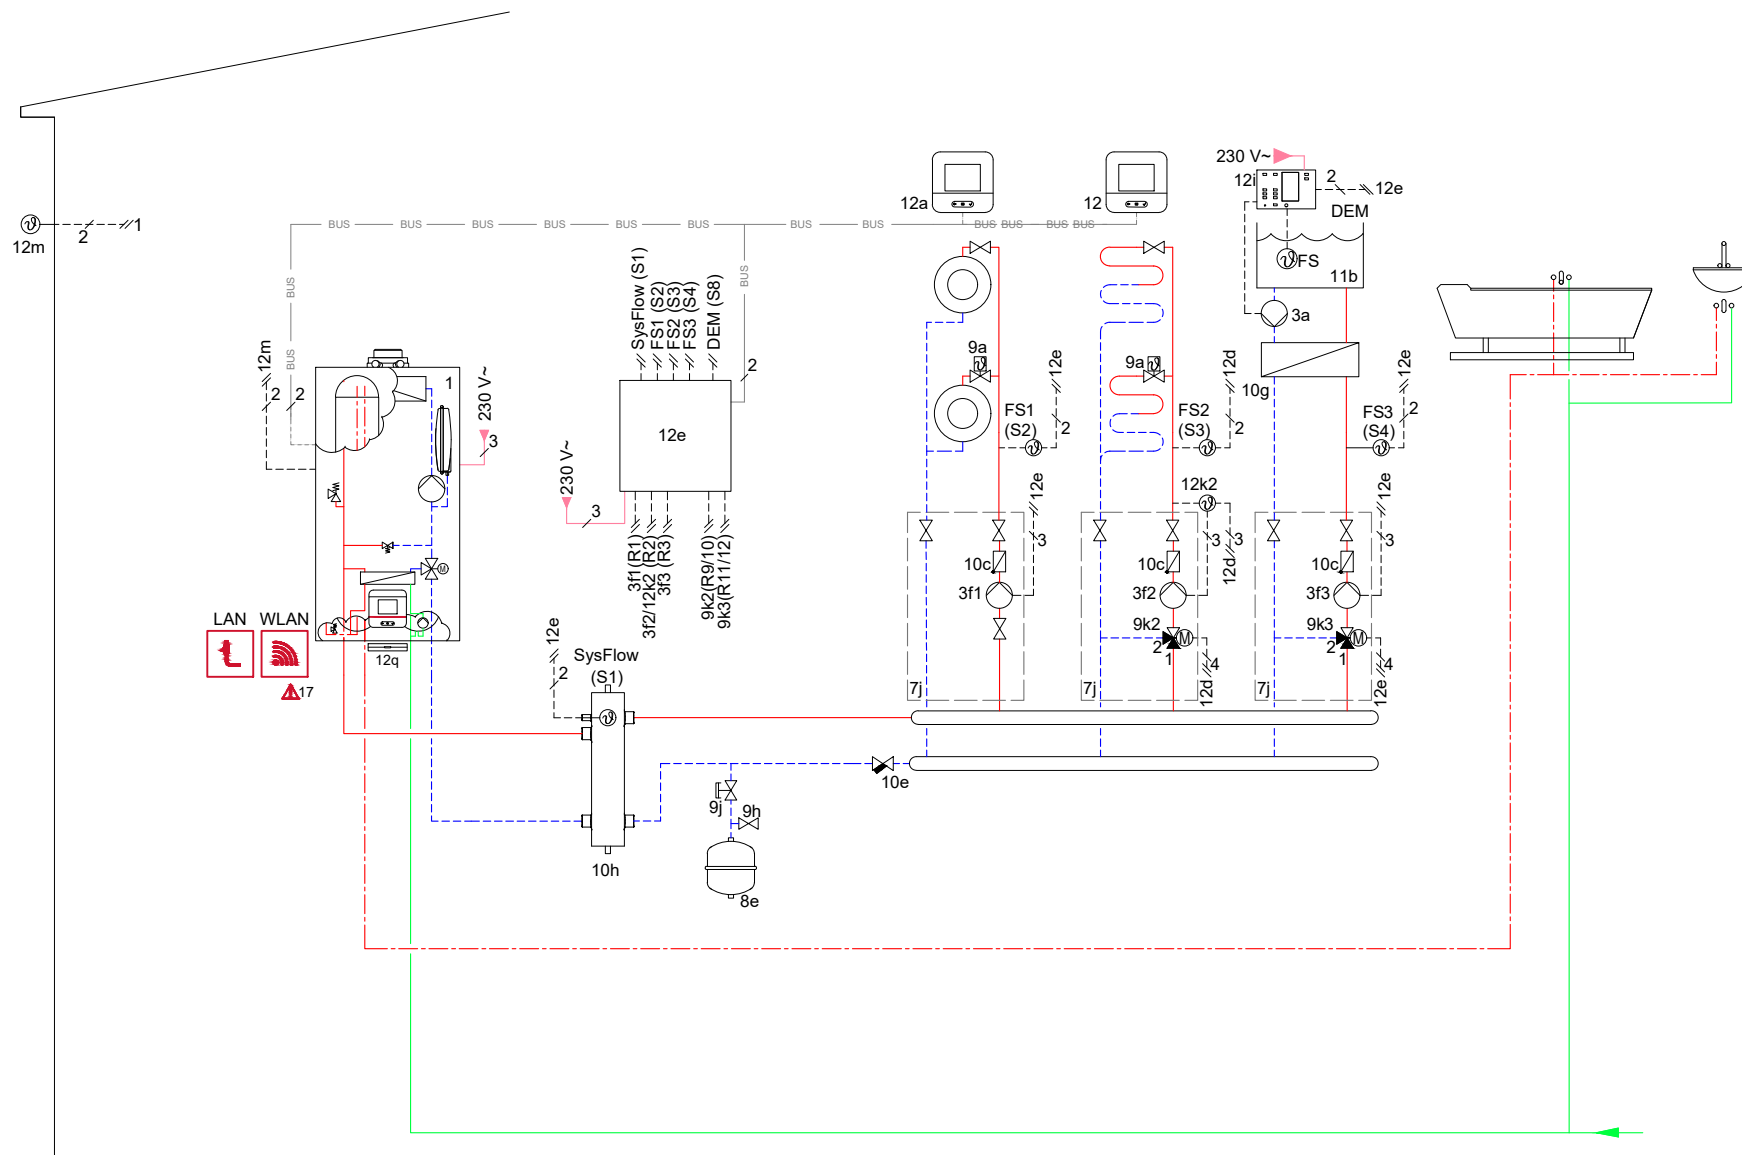 230 V~
12i
2
12e
DEM
FS
11b
3a
10g
12a
12
BUS BUS BUS BUS BUS BUS BUS BUS BUS BUS BUS BUS
12m
2
1
BUS
BUS
2
12m
2
1
230 V~
3
SysFlow (S1)
FS1 (S2)
FS2 (S3)
FS3 (S4)
DEM (S8)
BUS
2
12e
230 V~
3
3f1(R1)
3f2/12k2 (R2)
3f3 (R3)
9k2(R9/10)
9k3(R11/12)
9a
12e
FS1
(S2)
2
9a
12d
FS2
(S3)
2
12e
FS3
(S4)
2
12e
3
10c
3f1
7j
12k2
3
3
12d
10c
3f2
9k2
M
2
1
4
12d
7j
12e
3
10c
3f3
9k3
M
2
1
4
12e
7j
M
LAN WLAN
12q
17
12e
2
SysFlow
(S1)
10h
10e
9j
9h
8e